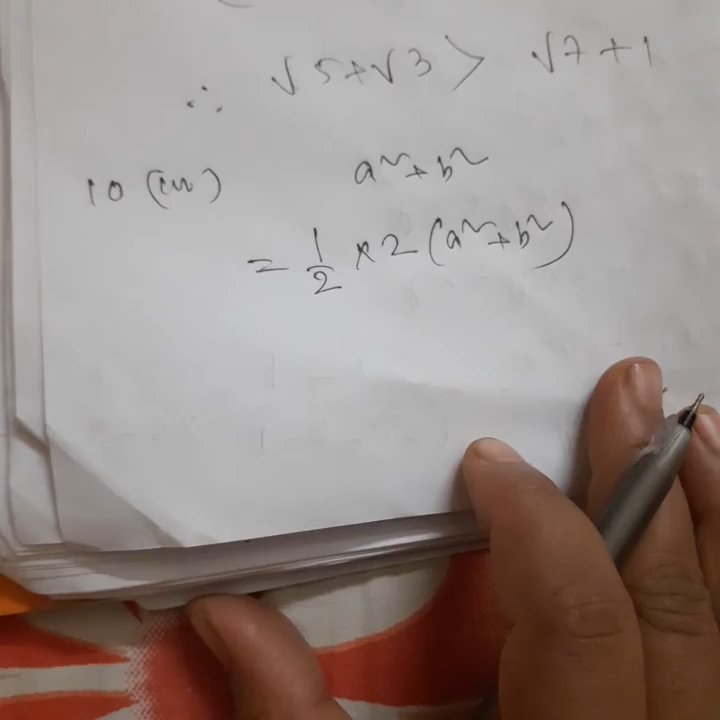 ∴ √5+√3 > √7+1
10 (iii) a²+b²
= 1/2 × 2 (a²+b²)